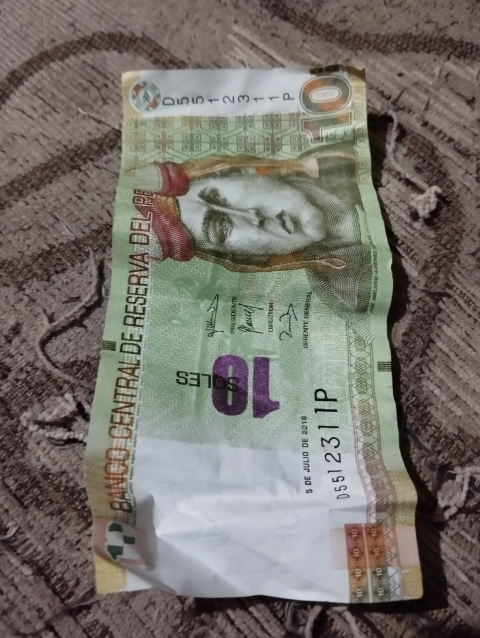 BANCO CENTRAL DE RESERVA DEL
D5512311P
10
PRESIDENTE
DIRECTOR
GERENTE GENERAL
10
SOLES
5 DE JULIO DE 2018
D5512311P
10